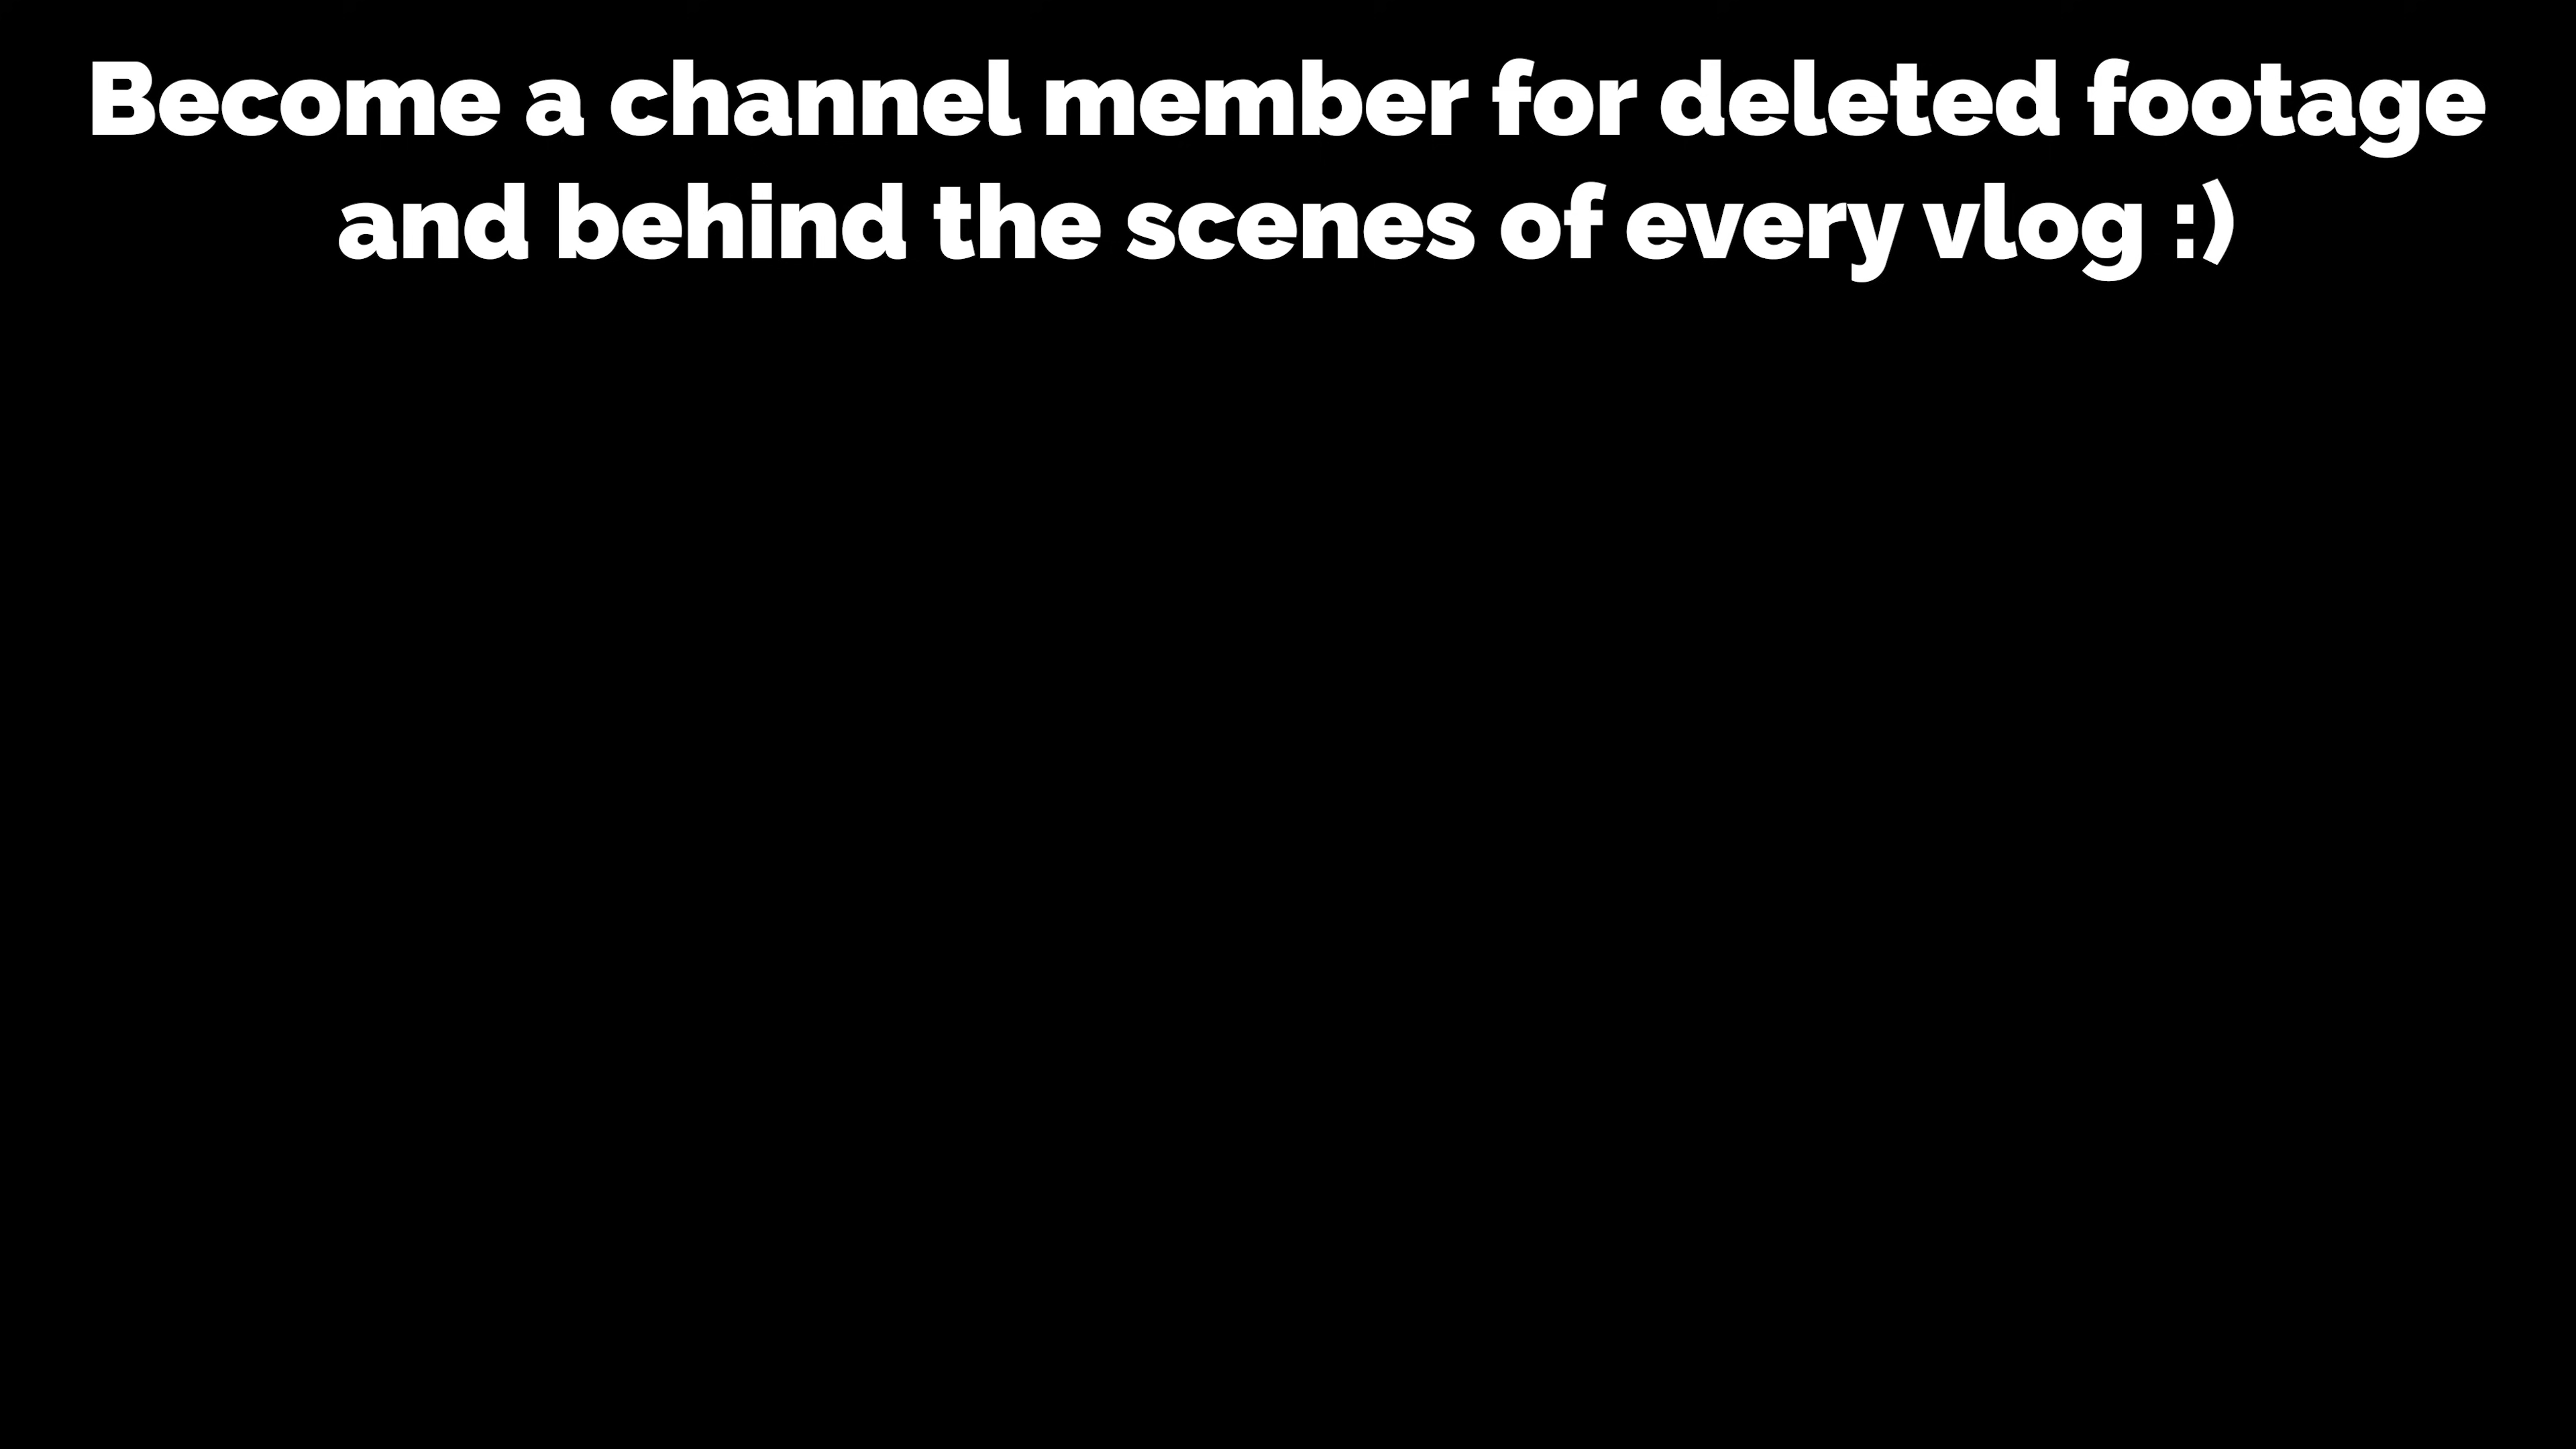 Become a channel member for deleted footage
and behind the scenes of every vlog :)